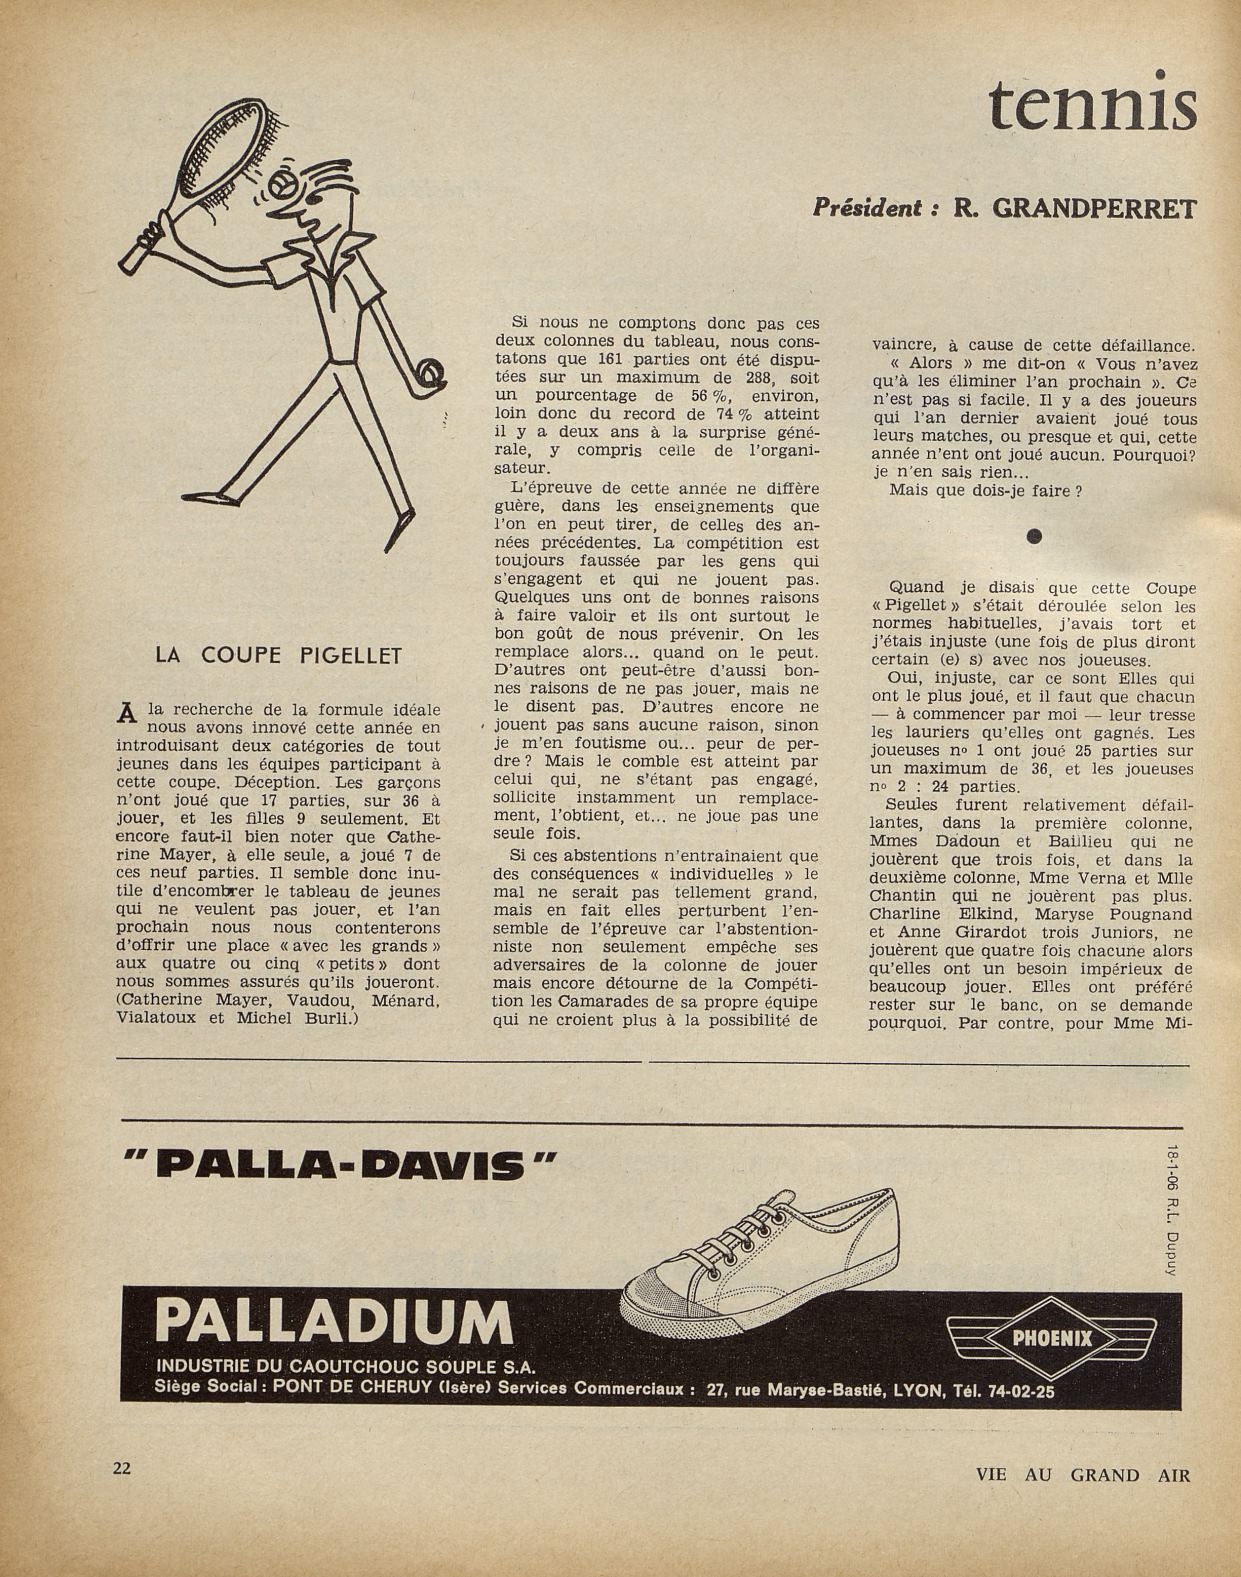 tennis
Président : R. GRANDPERRET
LA COUPE PIGELLET
A la recherche de la formule idéale
nous avons innové cette année en
introduisant deux catégories de tout
jeunes dans les équipes participant à
cette coupe. Déception. Les garçons
n'ont joué que 17 parties, sur 36 à
jouer, et les filles 9 seulement. Et
encore faut-il bien noter que Cathe-
rine Mayer, à elle seule, a joué 7 de
ces neuf parties. Il semble donc inu-
tile d'encombrer le tableau de jeunes
qui ne veulent pas jouer, et l'an
prochain nous nous contenterons
d'offrir une place « avec les grands »
aux quatre ou cinq « petits » dont
nous sommes assurés qu'ils joueront.
(Catherine Mayer, Vaudou, Ménard,
Vialatoux et Michel Burli.)
Si nous ne comptons donc pas ces
deux colonnes du tableau, nous cons-
tatons que 161 parties ont été dispu-
tées sur un maximum de 288, soit
un pourcentage de 56 %, environ,
loin donc du record de 74 % atteint
il y a deux ans à la surprise géné-
rale, y compris celle de l'organi-
sateur.
L'épreuve de cette année ne diffère
guère, dans les enseignements que
l'on en peut tirer, de celles des an-
nées précédentes. La compétition est
toujours faussée par les gens qui
s'engagent et qui ne jouent pas.
Quelques uns ont de bonnes raisons
à faire valoir et ils ont surtout le
bon goût de nous prévenir. On les
remplace alors... quand on le peut.
D'autres ont peut-être d'aussi bon-
nes raisons de ne pas jouer, mais ne
le disent pas. D'autres encore ne
jouent pas sans aucune raison, sinon
je m'en foutisme ou... peur de per-
dre ? Mais le comble est atteint par
celui qui, ne s'étant pas engagé,
sollicite instamment un remplace-
ment, l'obtient, et... ne joue pas une
seule fois.
Si ces abstentions n'entrainaient que
des conséquences « individuelles » le
mal ne serait pas tellement grand,
mais en fait elles perturbent l'en-
semble de l'épreuve car l'abstention-
niste non seulement empêche ses
adversaires de la colonne de jouer
mais encore détourne de la Compéti-
tion les Camarades de sa propre équipe
qui ne croient plus à la possibilité de
vaincre, à cause de cette défaillance.
« Alors » me dit-on « Vous n'avez
qu'à les éliminer l'an prochain ». Ce
n'est pas si facile. Il y a des joueurs
qui l'an dernier avaient joué tous
leurs matches, ou presque et qui, cette
année n'ent ont joué aucun. Pourquoi?
je n'en sais rien...
Mais que dois-je faire ?
Quand je disais que cette Coupe
« Pigellet » s'était déroulée selon les
normes habituelles, j'avais tort et
j'étais injuste (une fois de plus diront
certain (e) s) avec nos joueuses.
Oui, injuste, car ce sont Elles qui
ont le plus joué, et il faut que chacun
— à commencer par moi — leur tresse
les lauriers qu'elles ont gagnés. Les
joueuses nº 1 ont joué 25 parties sur
un maximum de 36, et les joueuses
nº 2 : 24 parties.
Seules furent relativement défail-
lantes, dans la première colonne,
Mmes Dadoun et Baillieu qui ne
jouèrent que trois fois, et dans la
deuxième colonne, Mme Verna et Mlle
Chantin qui ne jouèrent pas plus.
Charline Elkind, Maryse Pougnand
et Anne Girardot trois Juniors, ne
jouèrent que quatre fois chacune alors
qu'elles ont un besoin impérieux de
beaucoup jouer. Elles ont préféré
rester sur le banc, on se demande
pourquoi. Par contre, pour Mme Mi-
"PALLA-DAVIS"
18-1-06 R.L. Dupuy
PALLADIUM
INDUSTRIE DU CAOUTCHOUC SOUPLE S.A.
Siège Social : PONT DE CHERUY (Isère) Services Commerciaux : 27, rue Maryse-Bastié, LYON, Tél. 74-02-25
PHOENIX
22
VIE AU GRAND AIR